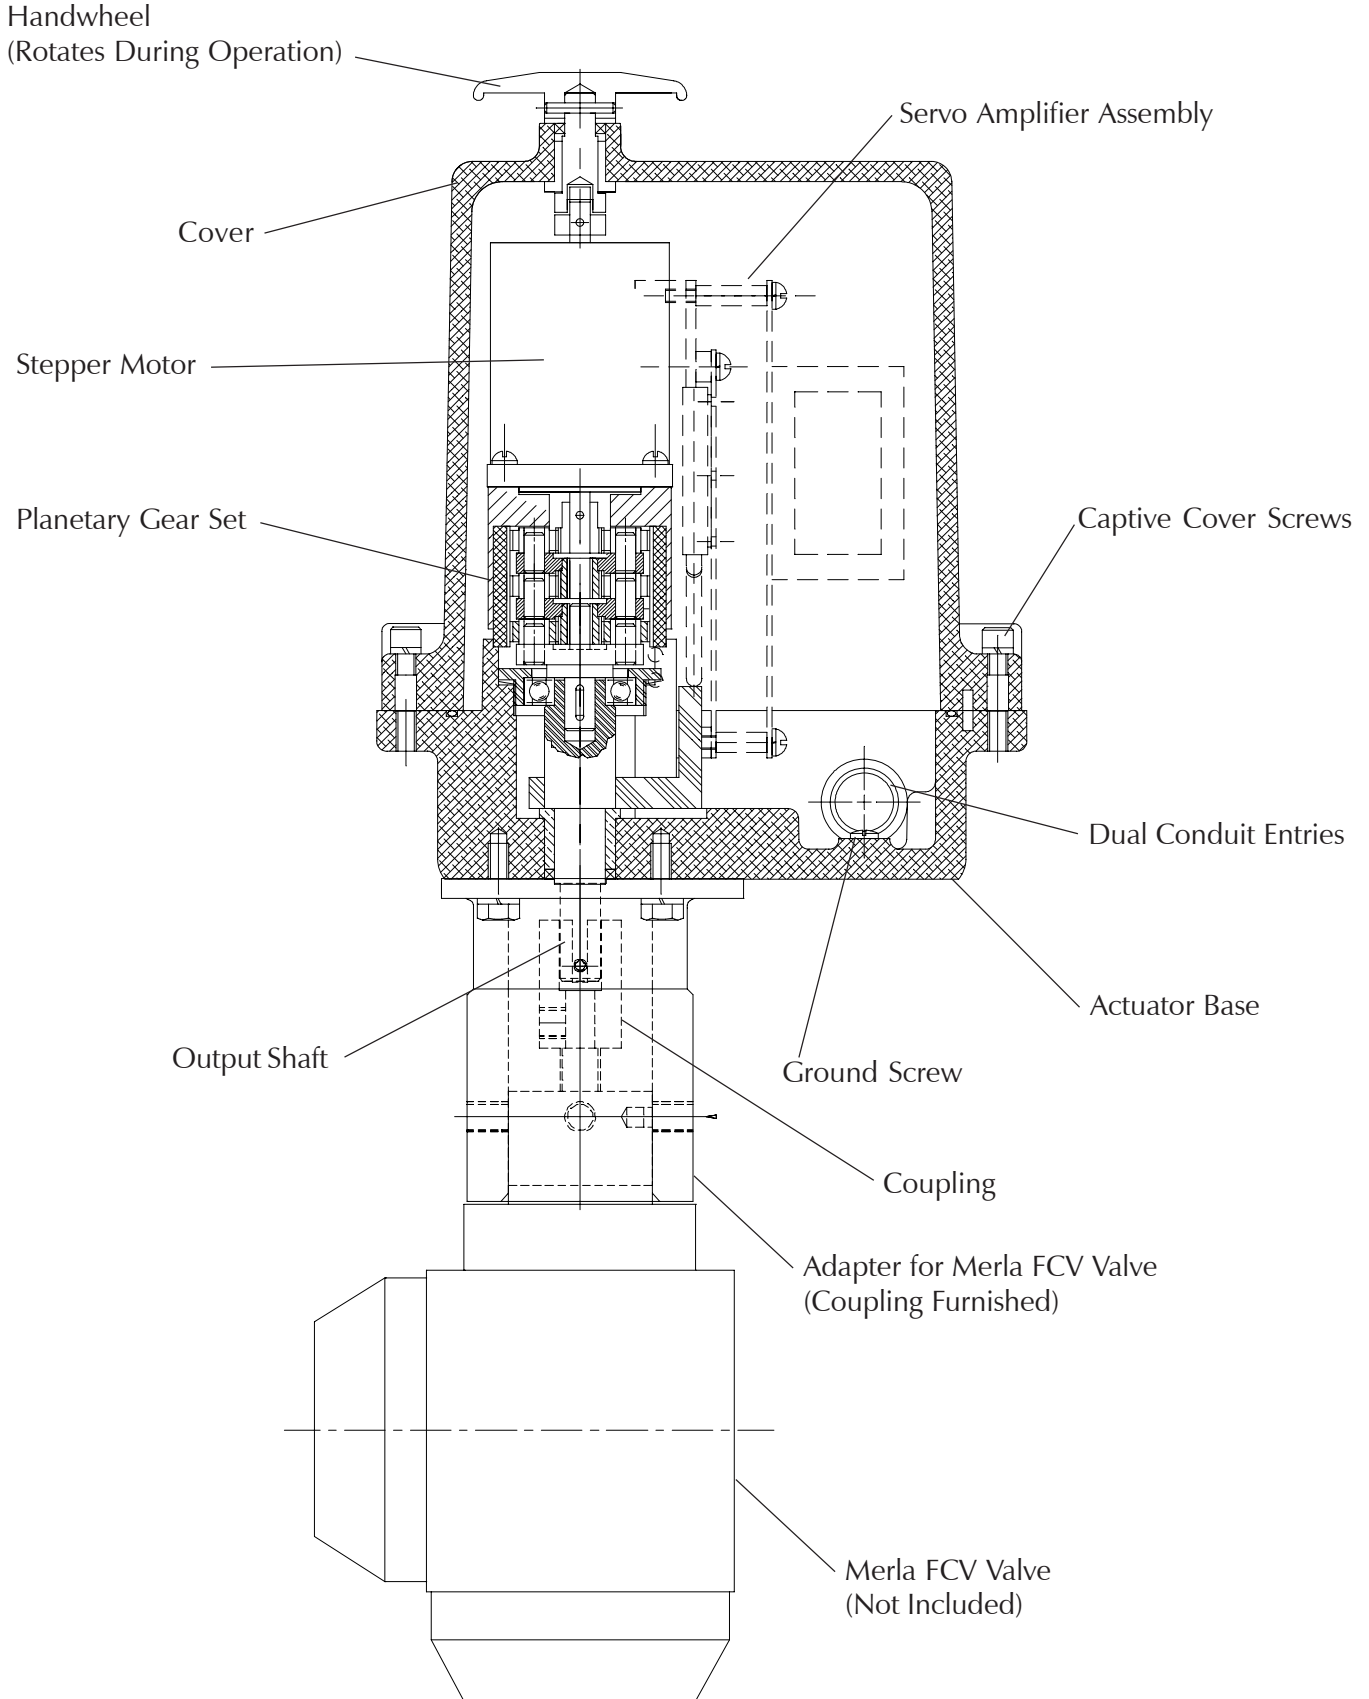 Handwheel
(Rotates During Operation)
Servo Amplifier Assembly
Cover
Stepper Motor
Planetary Gear Set
Captive Cover Screws
Dual Conduit Entries
Actuator Base
Output Shaft
Ground Screw
Coupling
Adapter for Merla FCV Valve
(Coupling Furnished)
Merla FCV Valve
(Not Included)